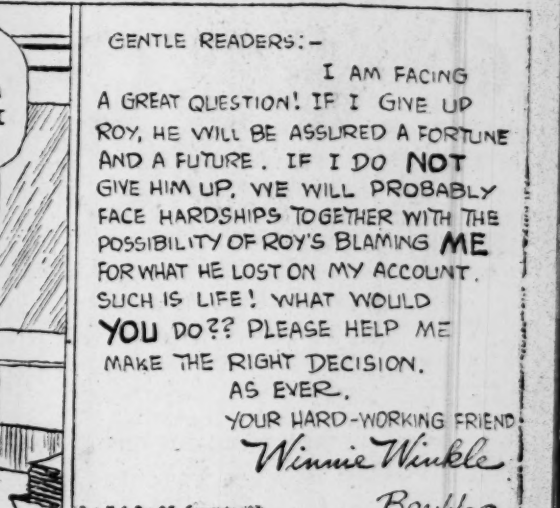 GENTLE READERS:-
I AM FACING
A GREAT QUESTION! IF I GIVE UP
ROY, HE WILL BE ASSURED A FORTUNE
AND A FUTURE. IF I DO NOT
GIVE HIM UP, WE WILL PROBABLY
FACE HARDSHIPS TOGETHER WITH THE
POSSIBILITY OF ROY'S BLAMING ME
FOR WHAT HE LOST ON MY ACCOUNT.
SUCH IS LIFE! WHAT WOULD
YOU DO?? PLEASE HELP ME
MAKE THE RIGHT DECISION.
AS EVER.
YOUR HARD-WORKING FRIEND
Winnie Winkle